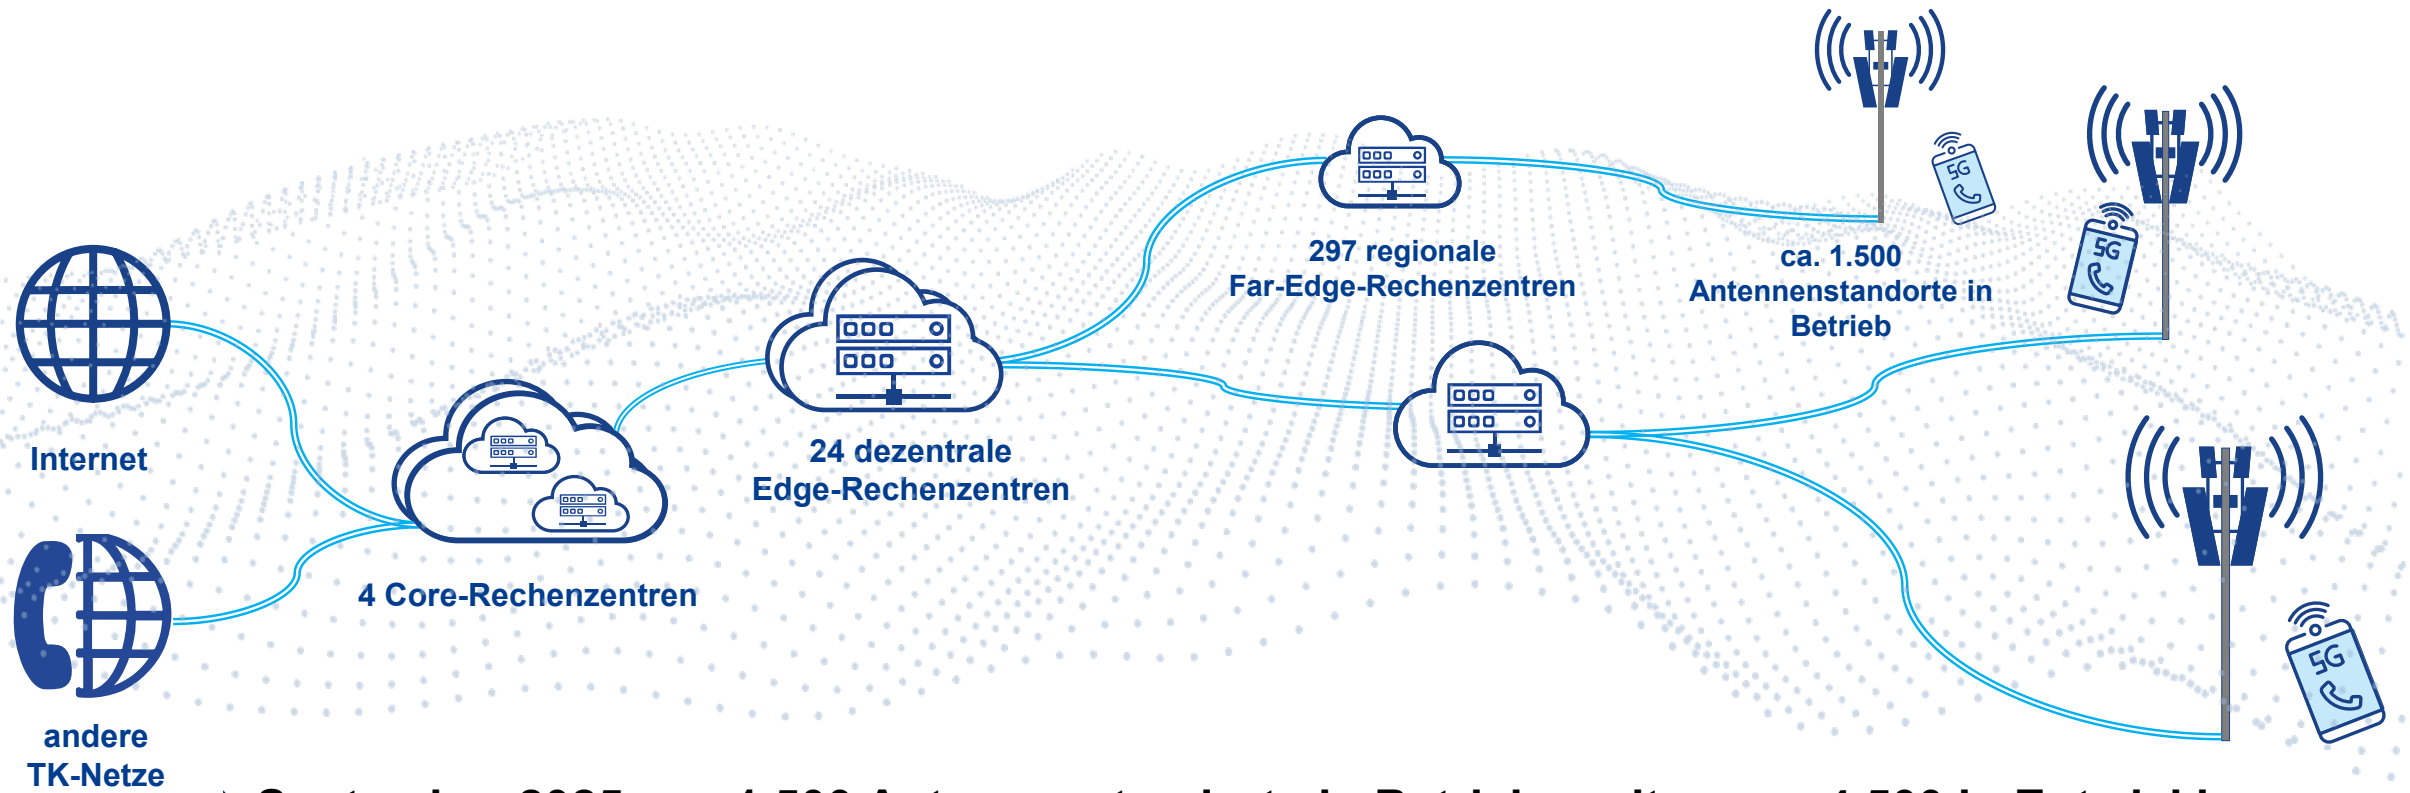 297 regionale
Far-Edge-Rechenzentren
ca. 1.500
Antennenstandorte in
Betrieb
5G
5G
Internet
24 dezentrale
Edge-Rechenzentren
4 Core-Rechenzentren
5G
andere
TK-Netze